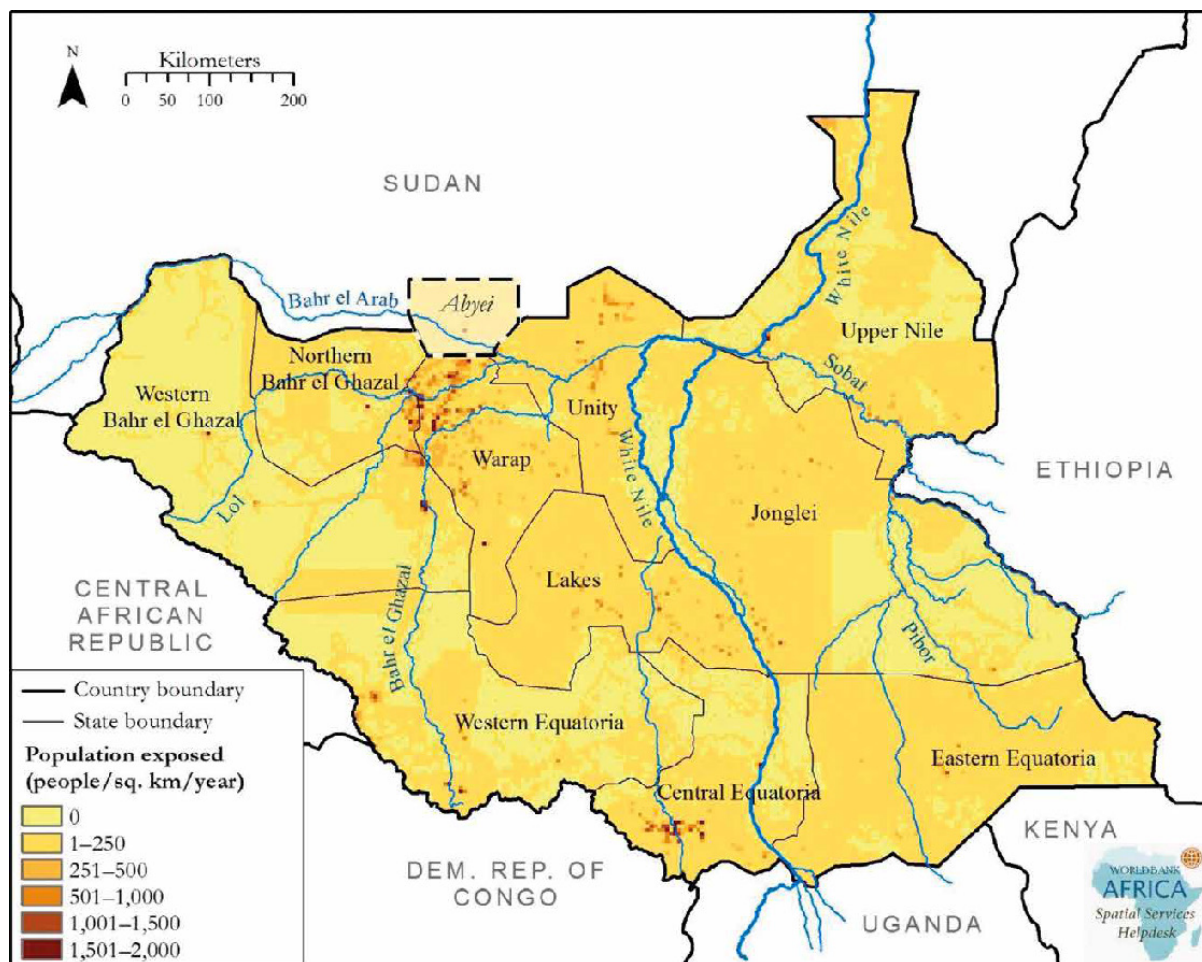 N
Kilometers
0 50 100 200
SUDAN
White Nile
Bahr el Arab
Abyei
Upper Nile
Northern
Bahr el Ghazal
Sobat
Western
Bahr el Ghazal
Unity
Warap
White Nile
ETHIOPIA
Jonglei
Lol
Lakes
CENTRAL
AFRICAN
REPUBLIC
Bahr el Ghazal
Pibor
Country boundary
State boundary
Western Equatoria
Eastern Equatoria
Central Equatoria
Population exposed
(people/sq. km/year)
0
1–250
251–500
501–1,000
1,001–1,500
1,501–2,000
KENYA
DEM. REP. OF
CONGO
UGANDA
WORLD BANK
AFRICA
Spatial Services
Helpdesk